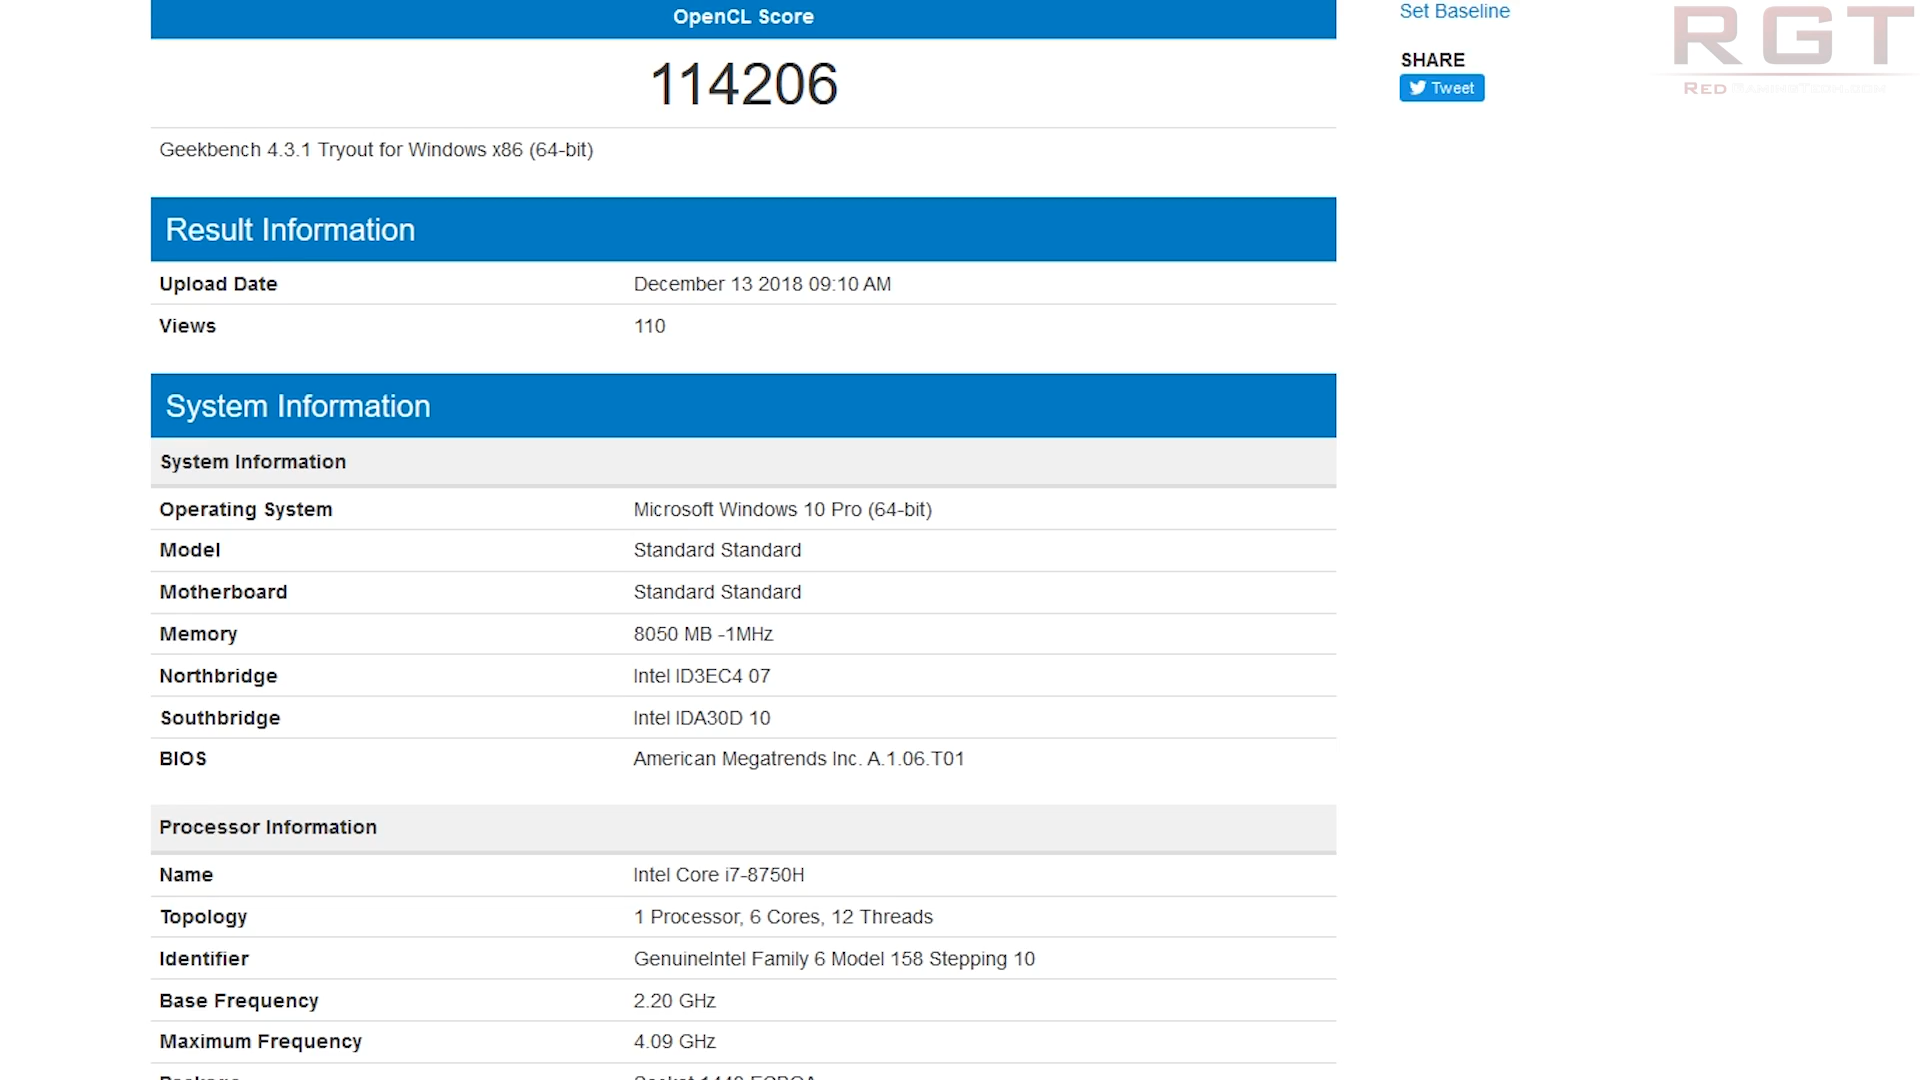 OpenCL Score
114206
Geekbench 4.3.1 Tryout for Windows x86 (64-bit)
Result Information
Upload Date December 13 2018 09:10 AM
Views 110
System Information
System Information
Operating System Microsoft Windows 10 Pro (64-bit)
Model Standard Standard
Motherboard Standard Standard
Memory 8050 MB -1MHz
Northbridge Intel ID3EC4 07
Southbridge Intel IDA30D 10
BIOS American Megatrends Inc. A.1.06.T01
Processor Information
Name Intel Core i7-8750H
Topology 1 Processor, 6 Cores, 12 Threads
Identifier GenuineIntel Family 6 Model 158 Stepping 10
Base Frequency 2.20 GHz
Maximum Frequency 4.09 GHz
Set Baseline
SHARE
Tweet
RGT
RedGamingTech.com